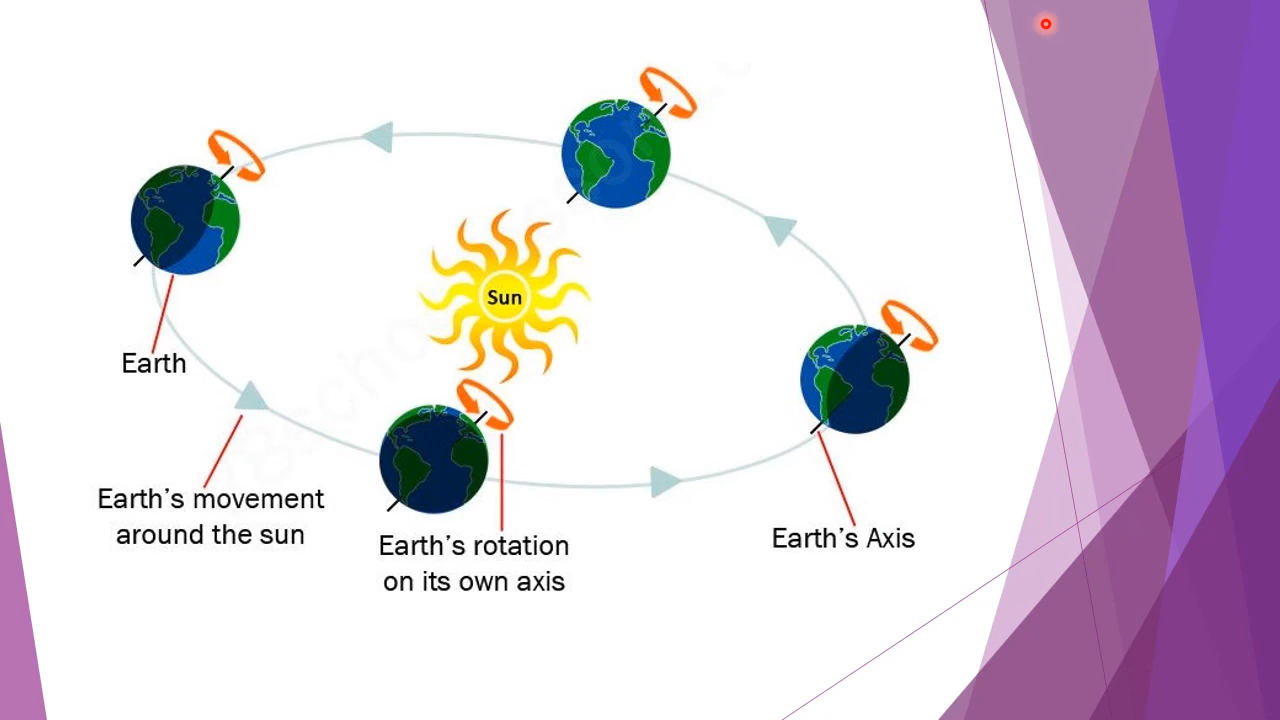 Sun
Earth
Earth's movement
around the sun
Earth's rotation
on its own axis
Earth's Axis